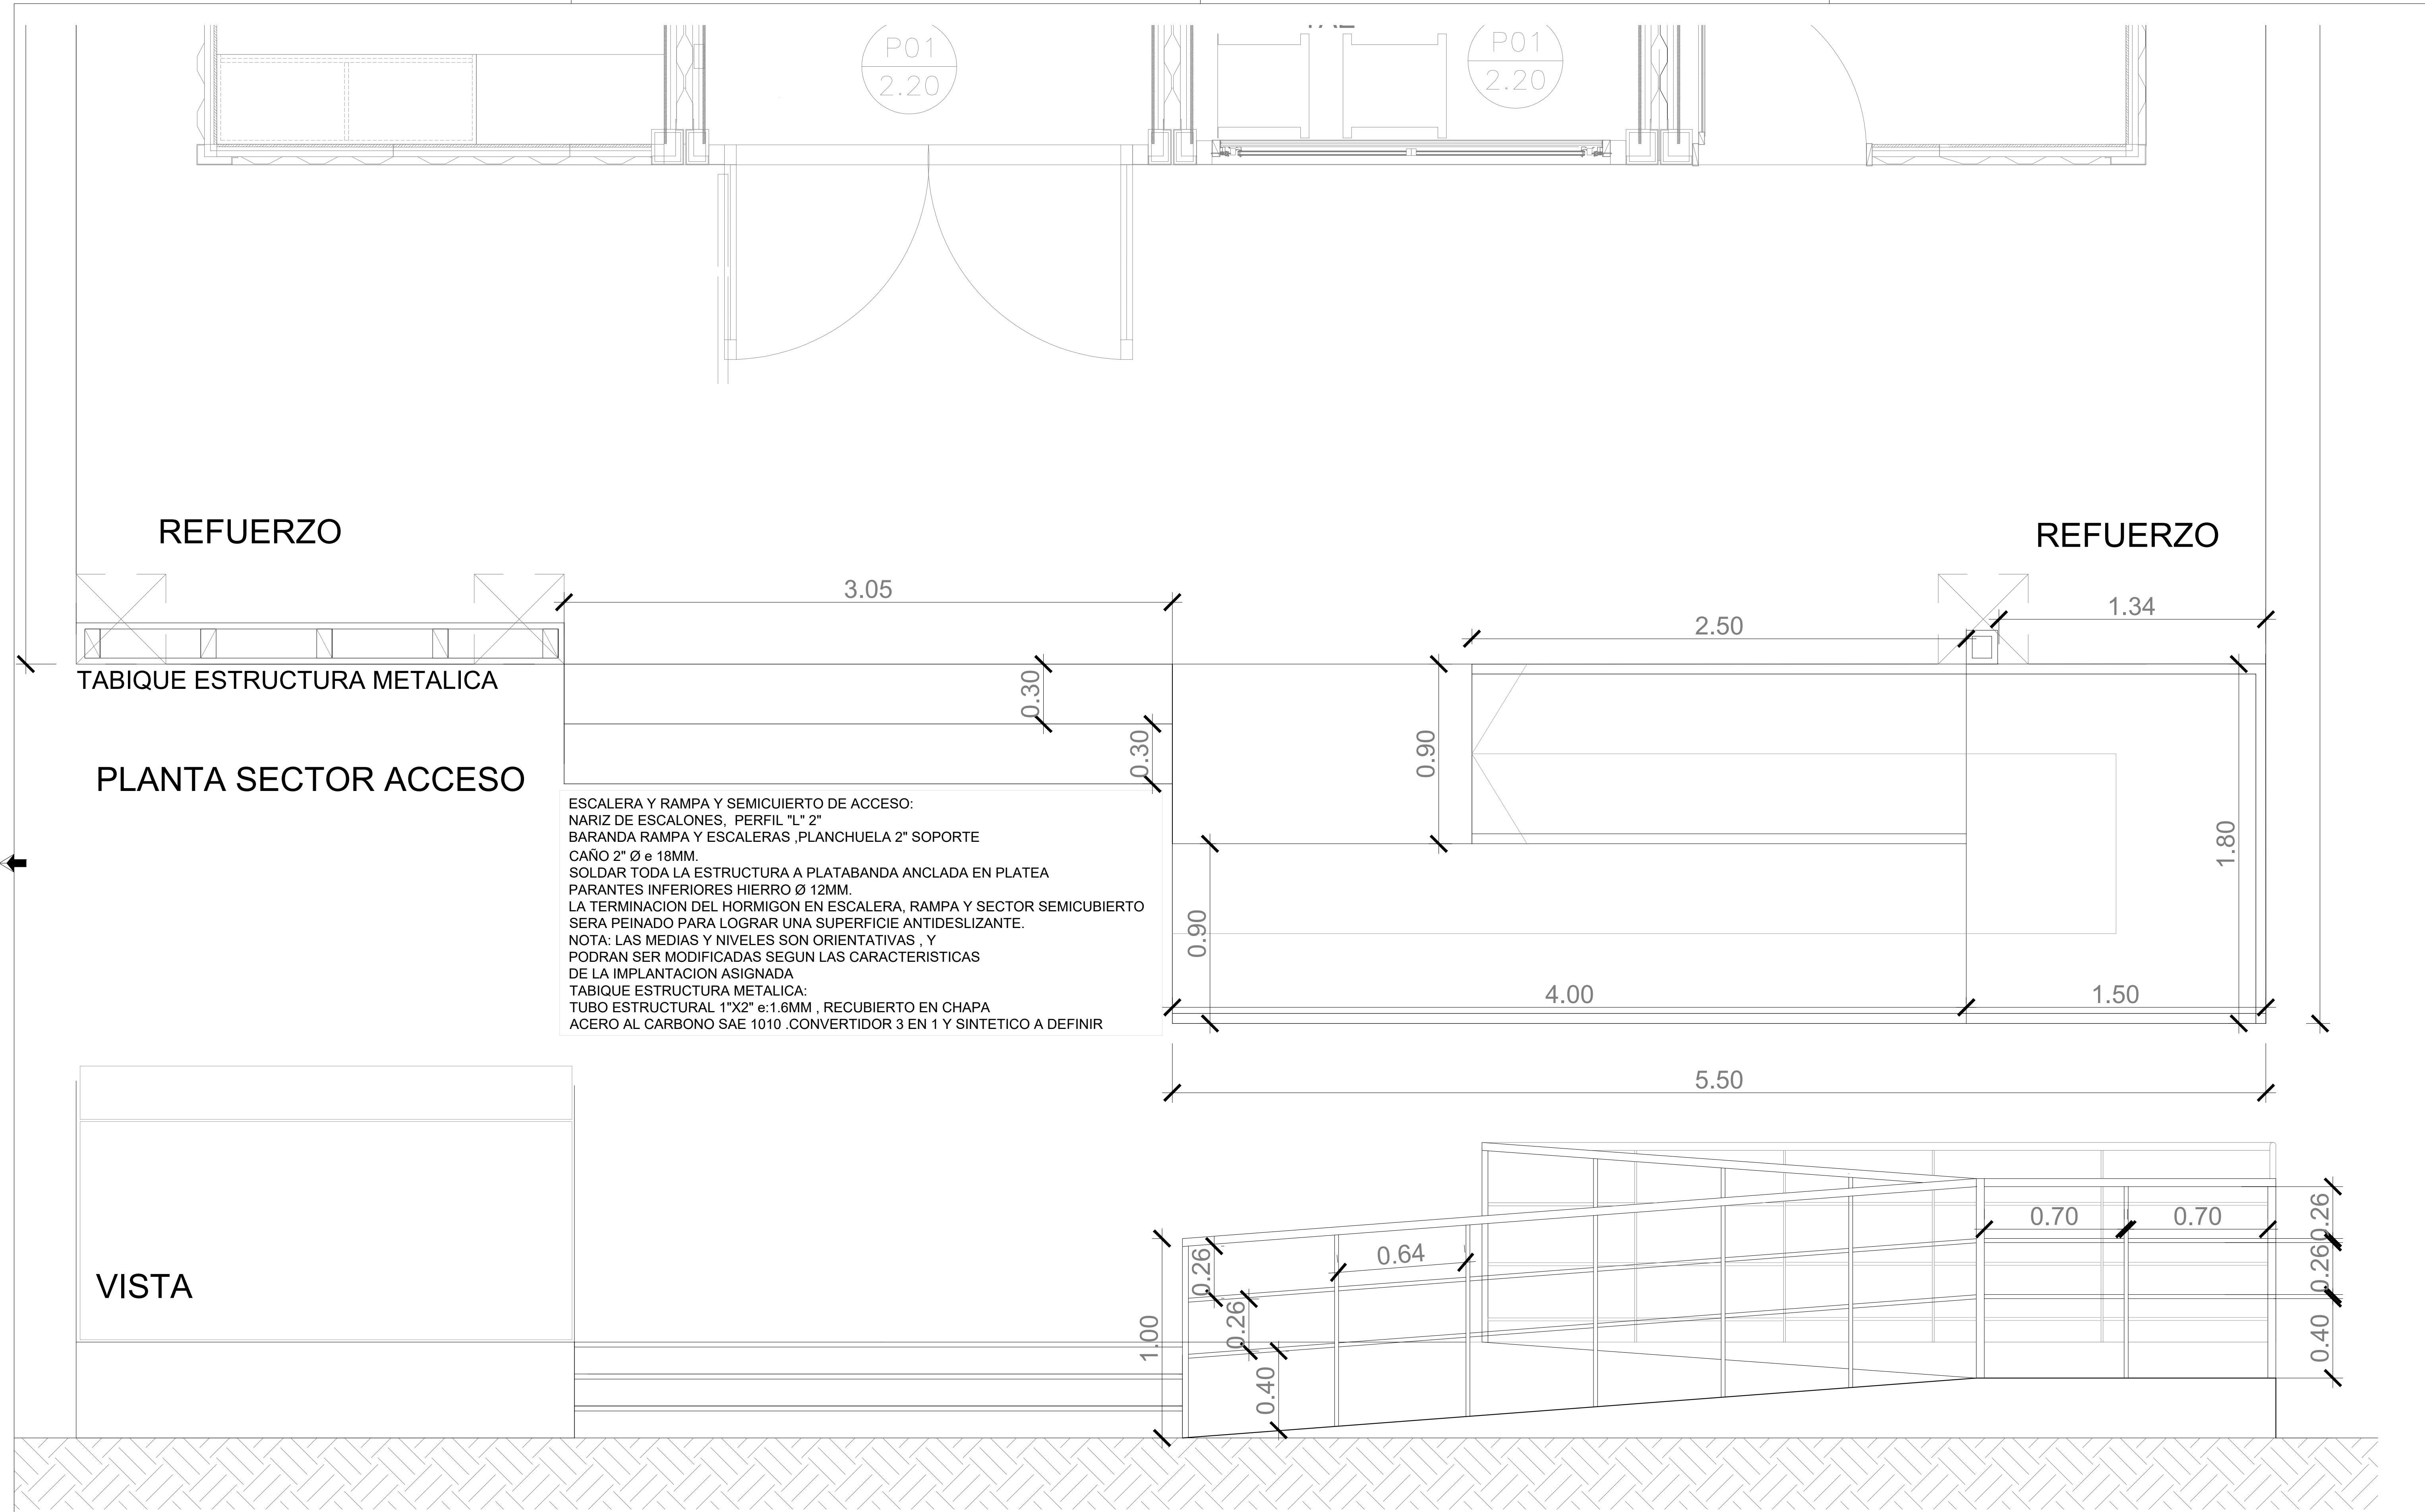 P01
2.20
P01
2.20
REFUERZO
REFUERZO
3.05
2.50
1.34
TABIQUE ESTRUCTURA METALICA
0.30
0.30
0.90
1.80
PLANTA SECTOR ACCESO
ESCALERA Y RAMPA Y SEMICUIERTO DE ACCESO:
NARIZ DE ESCALONES, PERFIL "L" 2"
BARANDA RAMPA Y ESCALERAS ,PLANCHUELA 2" SOPORTE
CAÑO 2" Ø e 18MM.
SOLDAR TODA LA ESTRUCTURA A PLATABANDA ANCLADA EN PLATEA
PARANTES INFERIORES HIERRO Ø 12MM.
LA TERMINACION DEL HORMIGON EN ESCALERA, RAMPA Y SECTOR SEMICUBIERTO
SERA PEINADO PARA LOGRAR UNA SUPERFICIE ANTIDESLIZANTE.
NOTA: LAS MEDIAS Y NIVELES SON ORIENTATIVAS , Y
PODRAN SER MODIFICADAS SEGUN LAS CARACTERISTICAS
DE LA IMPLANTACION ASIGNADA
TABIQUE ESTRUCTURA METALICA:
TUBO ESTRUCTURAL 1"X2" e:1.6MM , RECUBIERTO EN CHAPA
ACERO AL CARBONO SAE 1010 .CONVERTIDOR 3 EN 1 Y SINTETICO A DEFINIR
0.90
4.00
1.50
5.50
VISTA
1.00
0.26
0.26
0.40
0.64
0.70
0.70
0.26
0.26
0.40